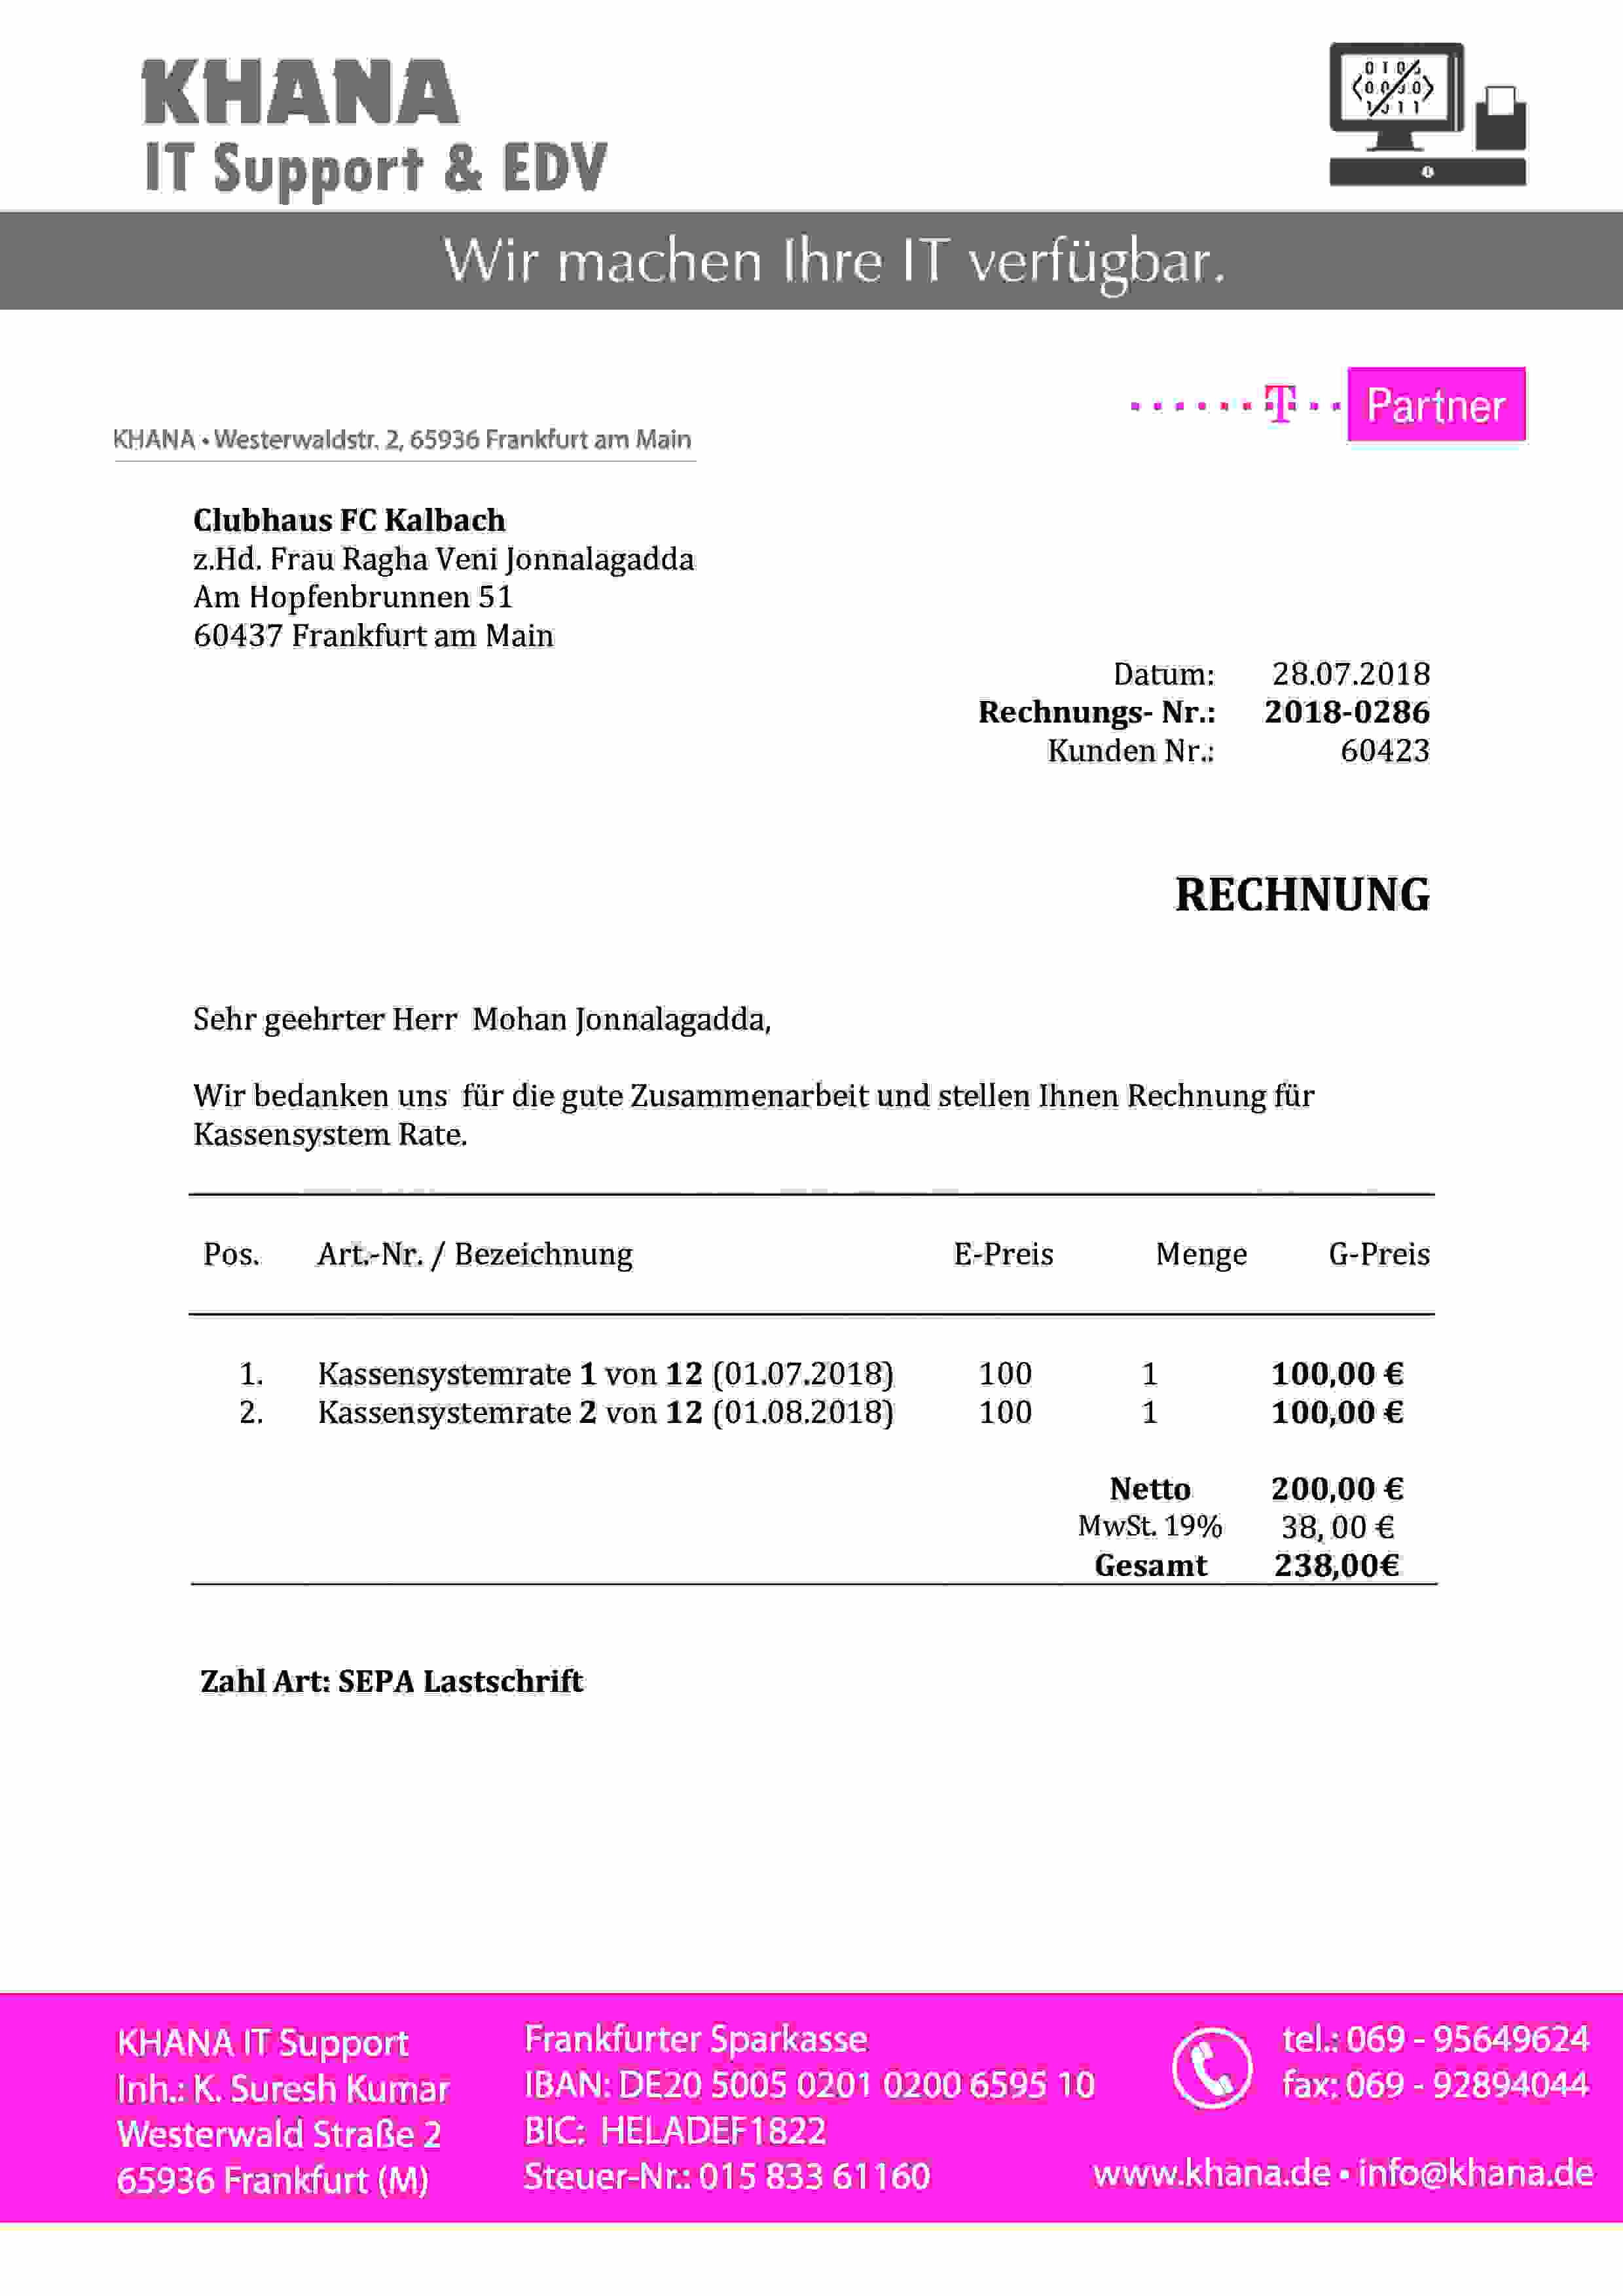 KHANA
IT Support & EDV
Wir machen Ihre IT verfügbar.
T Partner
KHANA • Westerwaldstr. 2, 65936 Frankfurt am Main
Clubhaus FC Kalbach
z.Hd. Frau Ragha Veni Jonnalagadda
Am Hopfenbrunnen 51
60437 Frankfurt am Main
Datum: 28.07.2018
Rechnungs- Nr.: 2018-0286
Kunden Nr.: 60423
RECHNUNG
Sehr geehrter Herr Mohan Jonnalagadda,
Wir bedanken uns für die gute Zusammenarbeit und stellen Ihnen Rechnung für
Kassensystem Rate.
Pos. Art.-Nr. / Bezeichnung E-Preis Menge G-Preis
1. Kassensystemrate 1 von 12 (01.07.2018) 100 1 100,00 €
2. Kassensystemrate 2 von 12 (01.08.2018) 100 1 100,00 €
Netto 200,00 €
MwSt. 19% 38, 00 €
Gesamt 238,00€
Zahl Art: SEPA Lastschrift
KHANA IT Support
Inh.: K. Suresh Kumar
Westerwald Straße 2
65936 Frankfurt (M)
Frankfurter Sparkasse
IBAN: DE20 5005 0201 0200 6595 10
BIC: HELADEF1822
Steuer-Nr.: 015 833 61160
tel.: 069 - 95649624
fax: 069 - 92894044
www.khana.de • info@khana.de